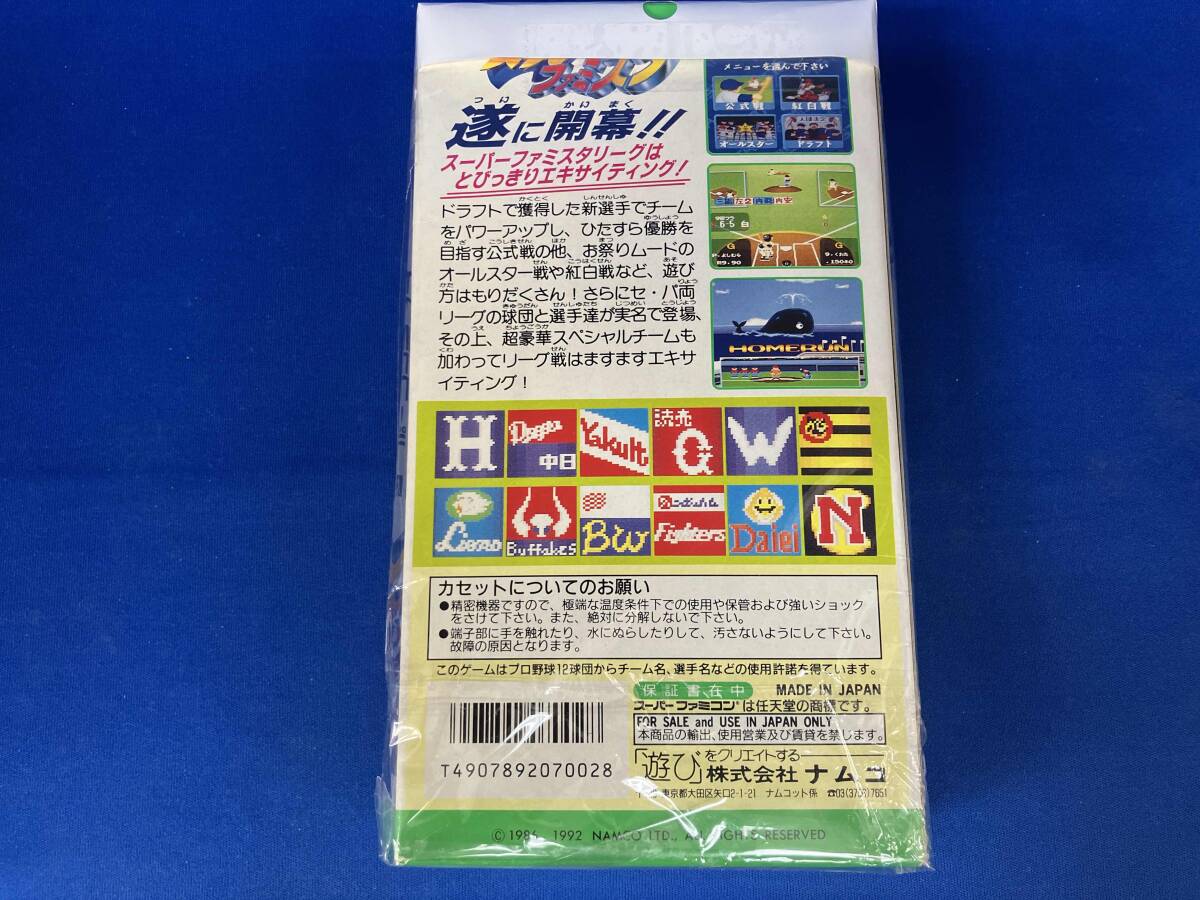 ファミスタ
遂に開幕!!
つい かいまく
スーパーファミスタリーグは
とびっきりエキサイティング!
ドラフトで獲得した新選手でチーム
をパワーアップし、ひたすら優勝を
目指す公式戦の他、お祭りムードの
オールスター戦や紅白戦など、遊び
方はもりだくさん!さらにセ・パ両
リーグの球団と選手達が実名で登場、
その上、超豪華スペシャルチームも
加わってリーグ戦はますますエキサ
イティング!
メニューを選んで下さい
公式戦 紅白戦
オールスター ドラフト
HOMERUN
H
中日
Yakult
読売
G
W
Lions
Buffaloes
BW
Fighters
Daiei
N
カセットについてのお願い
●精密機器ですので、極端な温度条件下での使用や保管および強いショック
をさけて下さい。また、絶対に分解しないで下さい。
●端子部に手を触れたり、水にぬらしたりして、汚さないようにして下さい。
故障の原因となります。
このゲームはプロ野球12球団からチーム名、選手名などの使用許諾を得ています。
保証書在中 MADE IN JAPAN
スーパーファミコン®は任天堂の商標です。
FOR SALE and USE IN JAPAN ONLY
本商品の輸出、使用営業及び賃貸を禁じます。
T4907892070028
「遊び」をクリエイトする
株式会社 ナムコ
東京都大田区矢口2-1-21 ナムコット係 ☎03(3756)7651
© 1986 1992 NAMCO LTD., ALL RIGHTS RESERVED